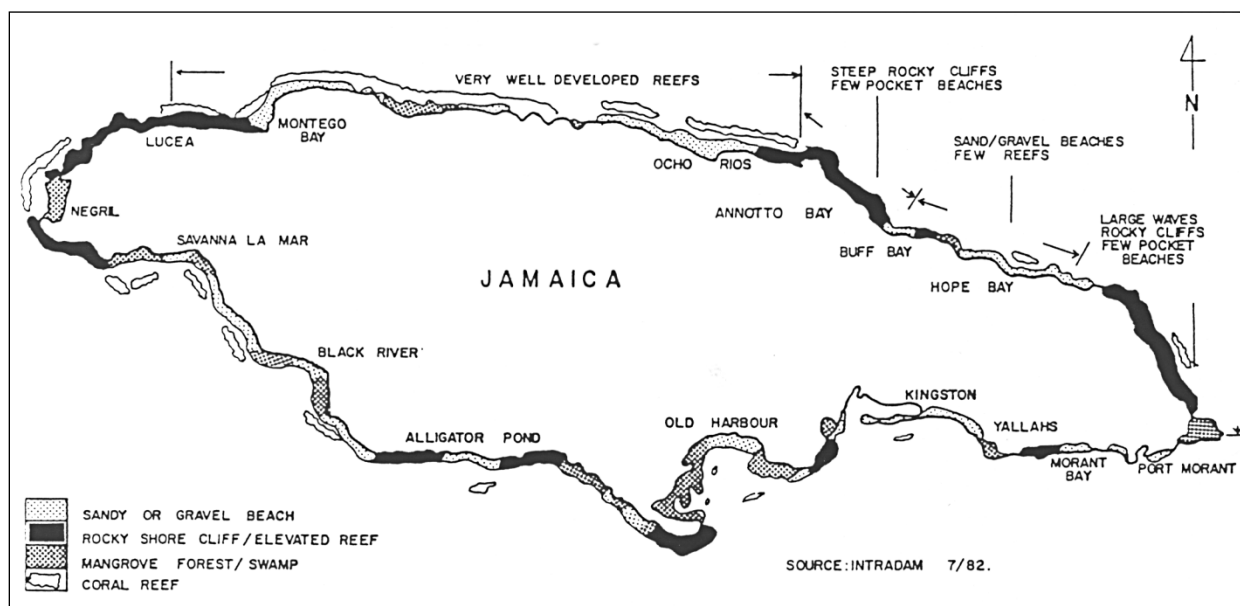 VERY WELL DEVELOPED REEFS
STEEP ROCKY CLIFFS
FEW POCKET BEACHES
N
SAND/GRAVEL BEACHES
FEW REEFS
LUCEA
MONTEGO
BAY
OCHO RIOS
NEGRIL
ANNOTTO BAY
LARGE WAVES
ROCKY CLIFFS
FEW POCKET
BEACHES
SAVANNA LA MAR
BUFF BAY
JAMAICA
HOPE BAY
BLACK RIVER
KINGSTON
OLD HARBOUR
YALLAHS
ALLIGATOR POND
MORANT
BAY
PORT MORANT
SANDY OR GRAVEL BEACH
ROCKY SHORE CLIFF/ELEVATED REEF
MANGROVE FOREST/SWAMP
CORAL REEF
SOURCE:INTRADAM 7/82.